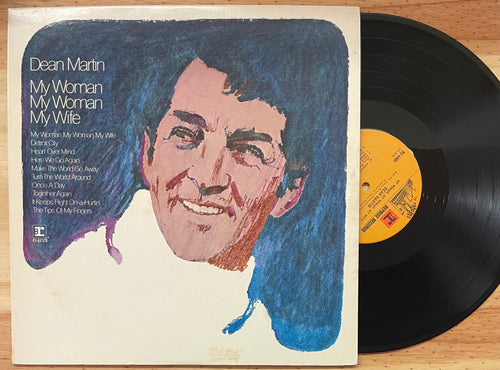 Dean Martin
My Woman
My Woman
My Wife
My Woman, My Woman, My Wife
Detroit City
Heart Over Mind
Here We Go Again
Make The World Go Away
Turn The World Around
Once A Day
Together Again
It Keeps Right On A-Hurtin'
The Tips Of My Fingers